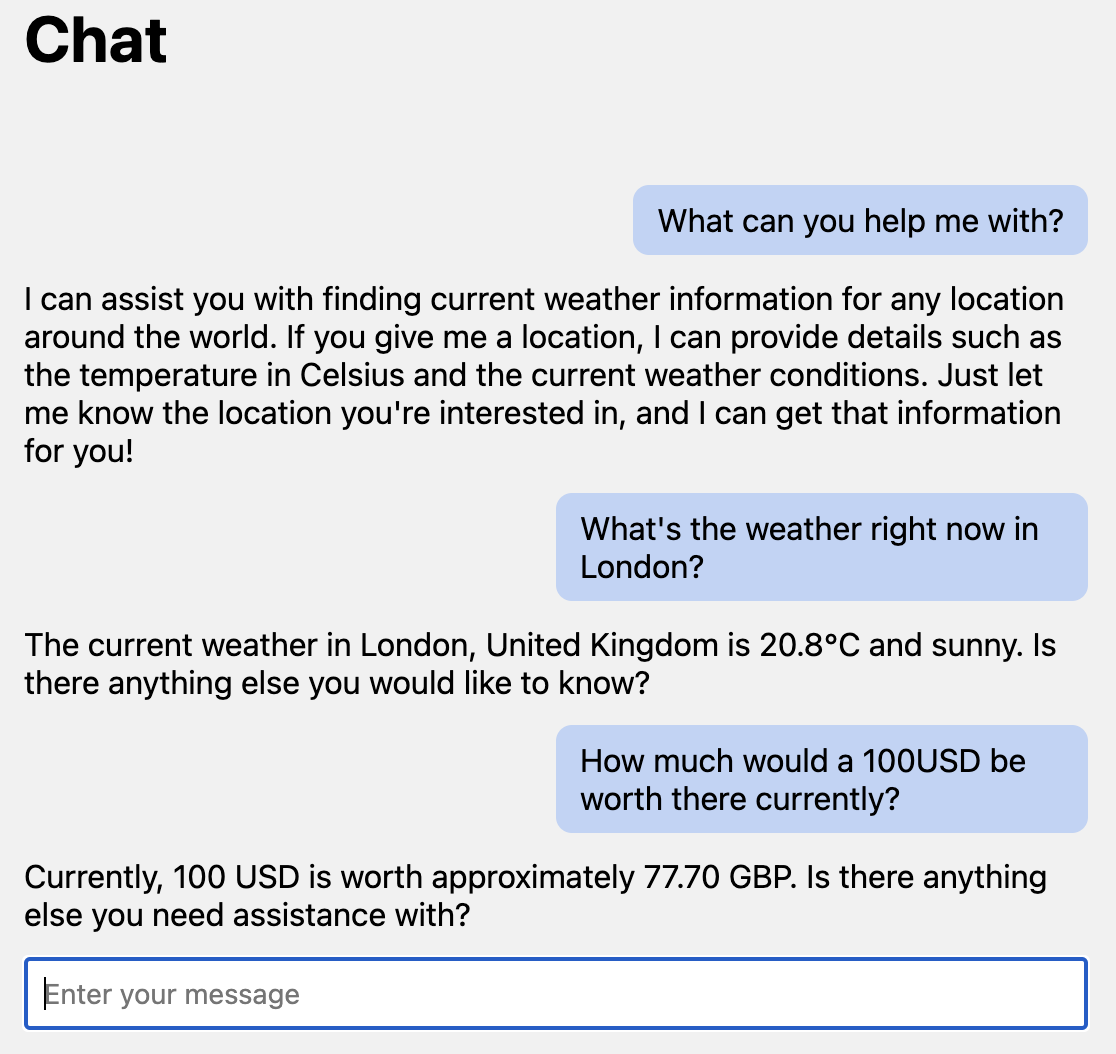 Chat
What can you help me with?
I can assist you with finding current weather information for any location
around the world. If you give me a location, I can provide details such as
the temperature in Celsius and the current weather conditions. Just let
me know the location you're interested in, and I can get that information
for you!
What's the weather right now in
London?
The current weather in London, United Kingdom is 20.8°C and sunny. Is
there anything else you would like to know?
How much would a 100USD be
worth there currently?
Currently, 100 USD is worth approximately 77.70 GBP. Is there anything
else you need assistance with?
Enter your message